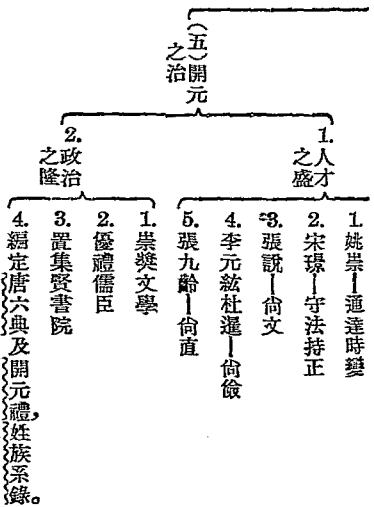 （五）開元
之治
1.人才
之盛
1.姚崇—通達時變
2.宋璟—守法持正
3.張說—尙文
4.李元紘杜暹—尙儉
5.張九齡—尙直
2.政治
之隆
1.崇奬文學
2.優禮儒臣
3.置集賢書院
4.編定唐六典及開元禮，姓族系錄。